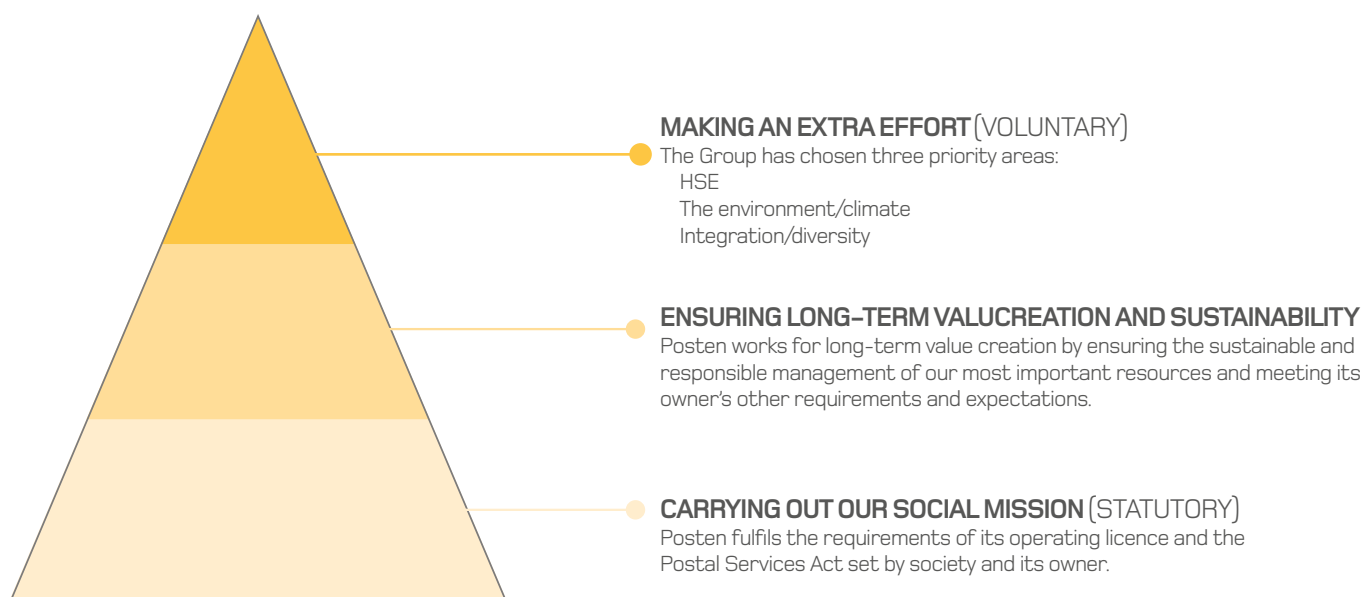 MAKING AN EXTRA EFFORT (VOLUNTARY)
The Group has chosen three priority areas:
HSE
The environment/climate
Integration/diversity
ENSURING LONG-TERM VALUCREATION AND SUSTAINABILITY
Posten works for long-term value creation by ensuring the sustainable and
responsible management of our most important resources and meeting its
owner's other requirements and expectations.
CARRYING OUT OUR SOCIAL MISSION (STATUTORY)
Posten fulfils the requirements of its operating licence and the
Postal Services Act set by society and its owner.